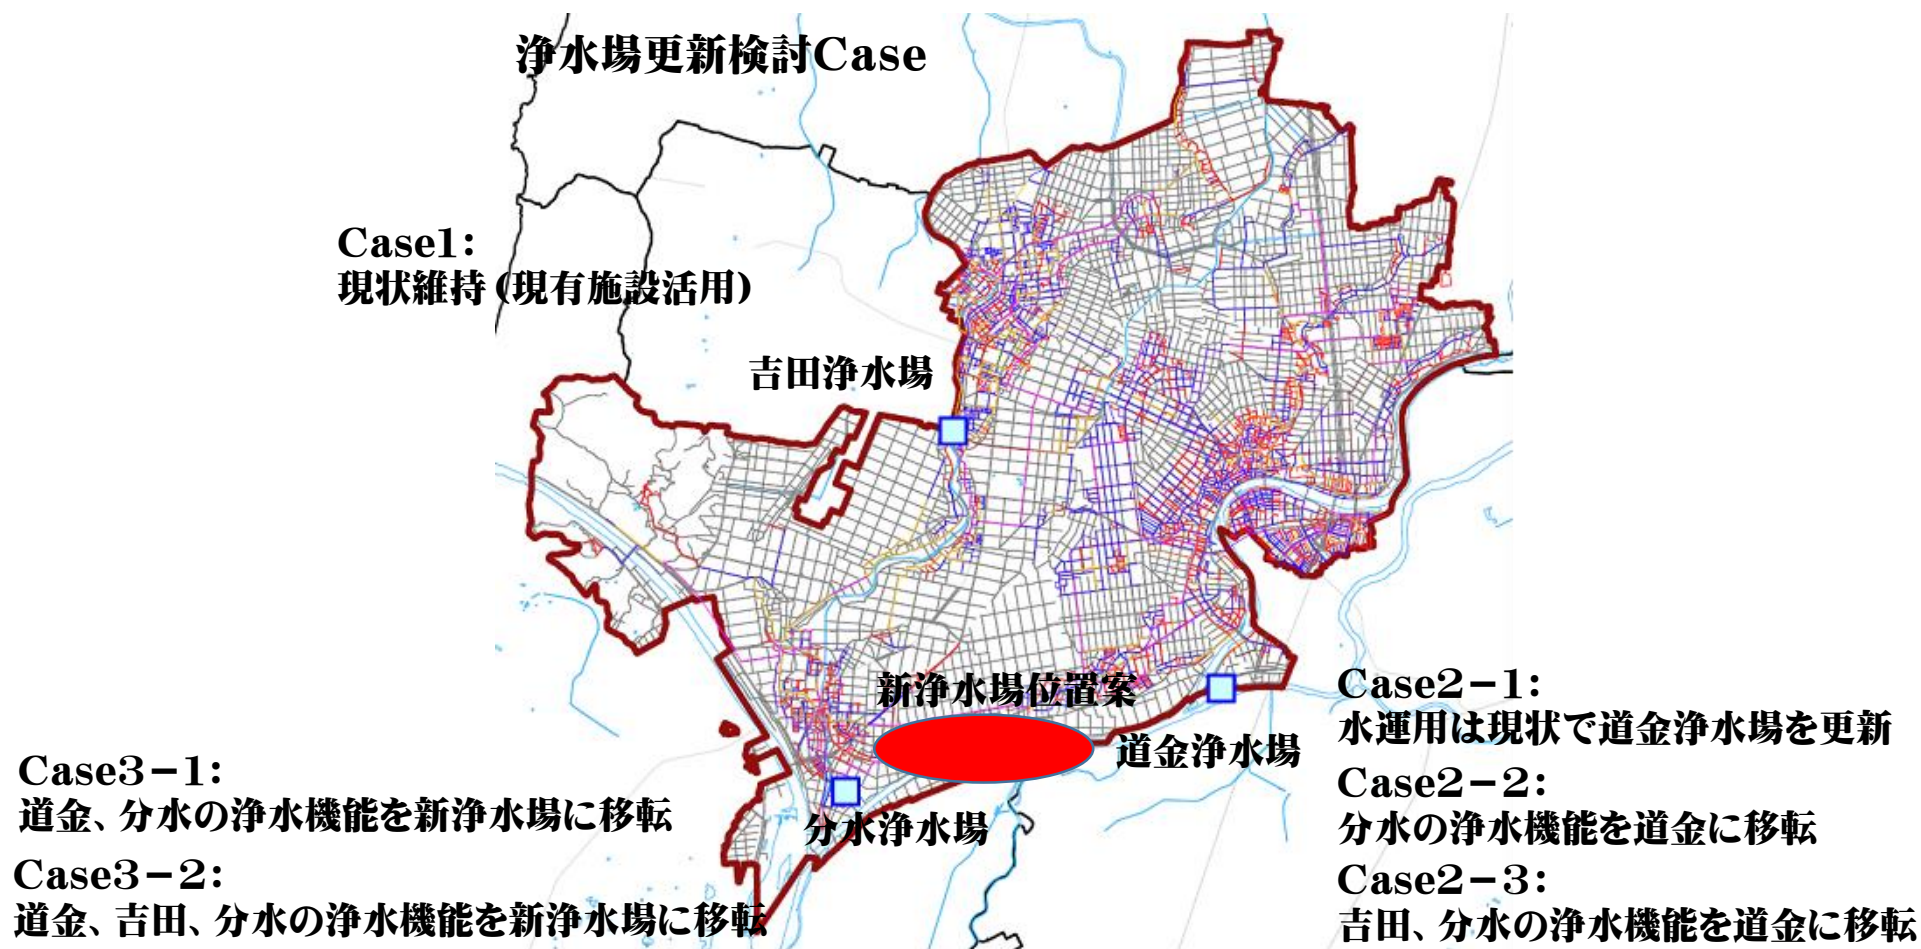 浄水場更新検討Case
Case1:
現状維持(現有施設活用)
吉田浄水場
新浄水場位置案
道金浄水場
分水浄水場
Case2-1:
水運用は現状で道金浄水場を更新
Case2-2:
分水の浄水機能を道金に移転
Case2-3:
吉田、分水の浄水機能を道金に移転
Case3-1:
道金、分水の浄水機能を新浄水場に移転
Case3-2:
道金、吉田、分水の浄水機能を新浄水場に移転